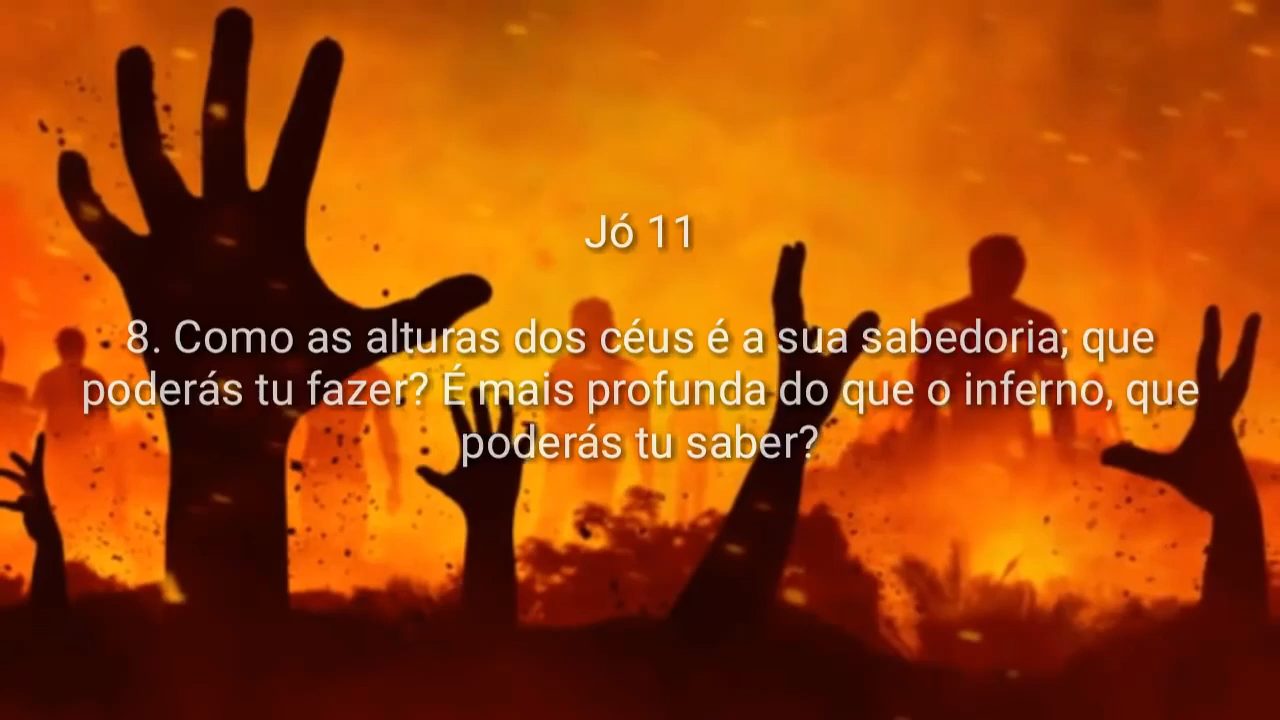 Jó 11
8. Como as alturas dos céus é a sua sabedoria; que
poderás tu fazer? É mais profunda do que o inferno, que
poderás tu saber?